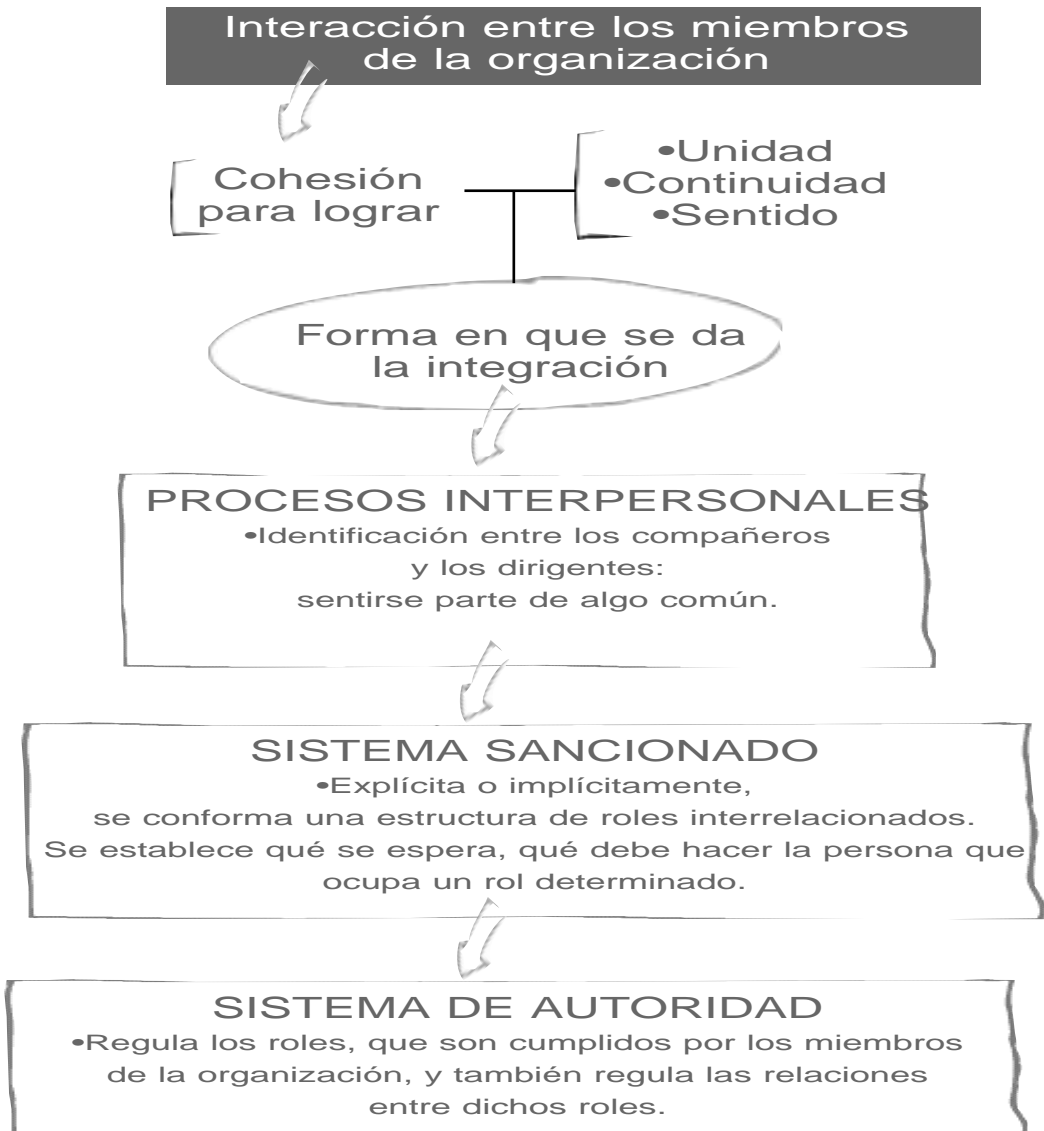 Interacción entre los miembros
de la organización
Cohesión
para lograr
•Unidad
•Continuidad
•Sentido
Forma en que se da
la integración
PROCESOS INTERPERSONALES
•Identificación entre los compañeros
y los dirigentes:
sentirse parte de algo común.
SISTEMA SANCIONADO
•Explícita o implícitamente,
se conforma una estructura de roles interrelacionados.
Se establece qué se espera, qué debe hacer la persona que
ocupa un rol determinado.
SISTEMA DE AUTORIDAD
•Regula los roles, que son cumplidos por los miembros
de la organización, y también regula las relaciones
entre dichos roles.